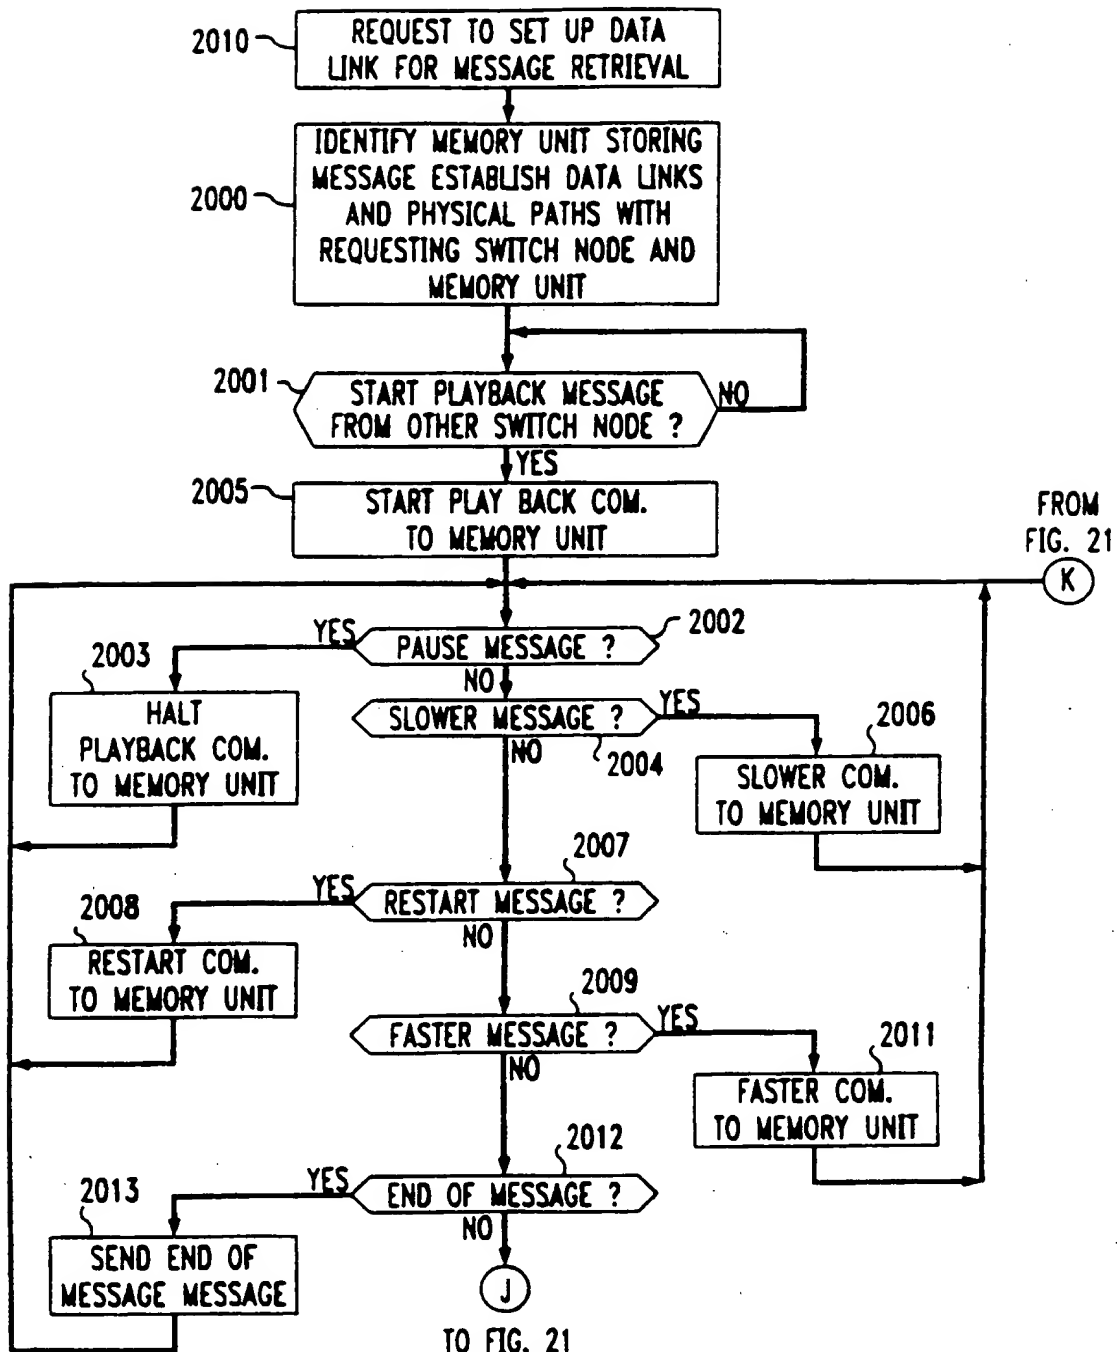 2010
REQUEST TO SET UP DATA
LINK FOR MESSAGE RETRIEVAL
2000
IDENTIFY MEMORY UNIT STORING
MESSAGE ESTABLISH DATA LINKS
AND PHYSICAL PATHS WITH
REQUESTING SWITCH NODE AND
MEMORY UNIT
2001
START PLAYBACK MESSAGE
FROM OTHER SWITCH NODE ?
NO
YES
2005
START PLAY BACK COM.
TO MEMORY UNIT
FROM
FIG. 21
K
2002
PAUSE MESSAGE ?
YES
NO
2003
HALT
PLAYBACK COM.
TO MEMORY UNIT
SLOWER MESSAGE ?
YES
NO
2004
2006
SLOWER COM.
TO MEMORY UNIT
2007
RESTART MESSAGE ?
YES
NO
2008
RESTART COM.
TO MEMORY UNIT
2009
FASTER MESSAGE ?
YES
NO
2011
FASTER COM.
TO MEMORY UNIT
2012
END OF MESSAGE ?
YES
NO
2013
SEND END OF
MESSAGE MESSAGE
J
TO FIG. 21